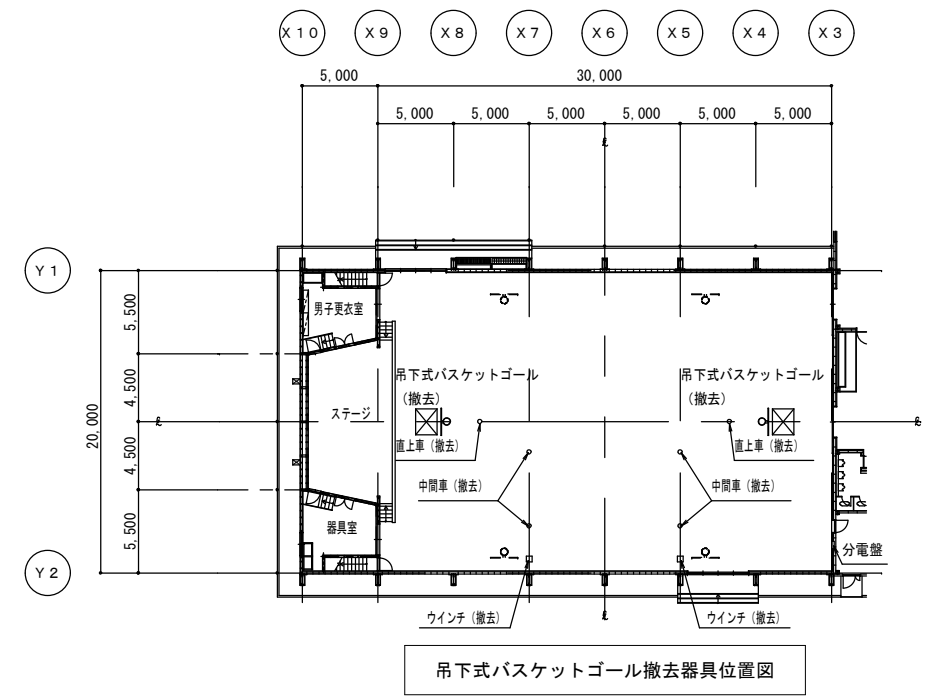 X10 X9 X8 X7 X6 X5 X4 X3
5,000 30,000
5,000 5,000 5,000 5,000 5,000 5,000
℄
Y1
男子更衣室
5,500
吊下式バスケットゴール
(撤去)
吊下式バスケットゴール
(撤去)
4,500
ステージ
20,000
℄
℄
直上車(撤去)
直上車(撤去)
4,500
中間車(撤去)
中間車(撤去)
器具室
5,500
分電盤
Y2
ウインチ(撤去)
℄
ウインチ(撤去)
吊下式バスケットゴール撤去器具位置図